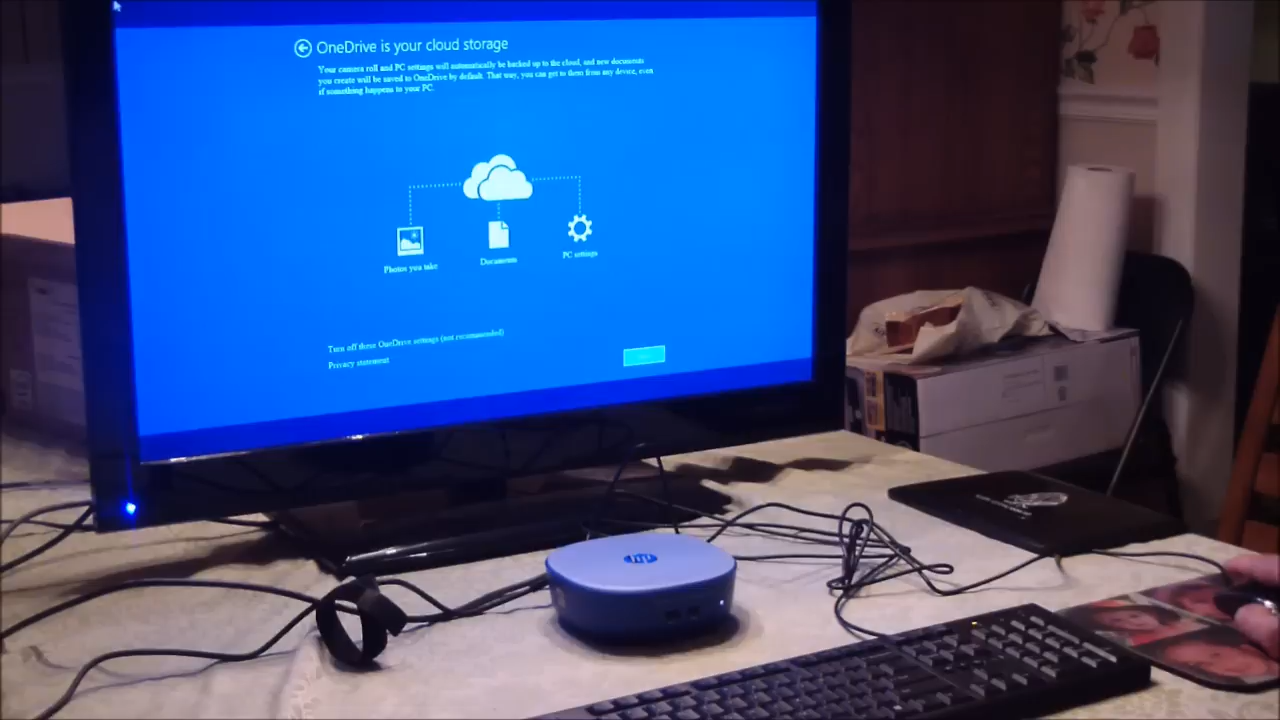 OneDrive is your cloud storage
Your camera roll and PC settings will automatically be backed up to the cloud, and new documents
you create will be saved to OneDrive by default. That way, you can get to them from any device, even
if something happens to your PC.
Photos you take
Documents
PC settings
Turn off these OneDrive settings (not recommended)
Privacy statement
hp